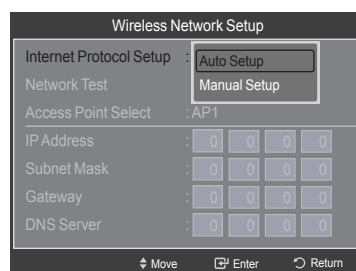 Wireless Network Setup
Internet Protocol Setup : Auto Setup
Manual Setup
Network Test
Access Point Select : AP1
IP Address : 0 0 0 0
Subnet Mask : 0 0 0 0
Gateway : 0 0 0 0
DNS Server : 0 0 0 0
Move Enter Return